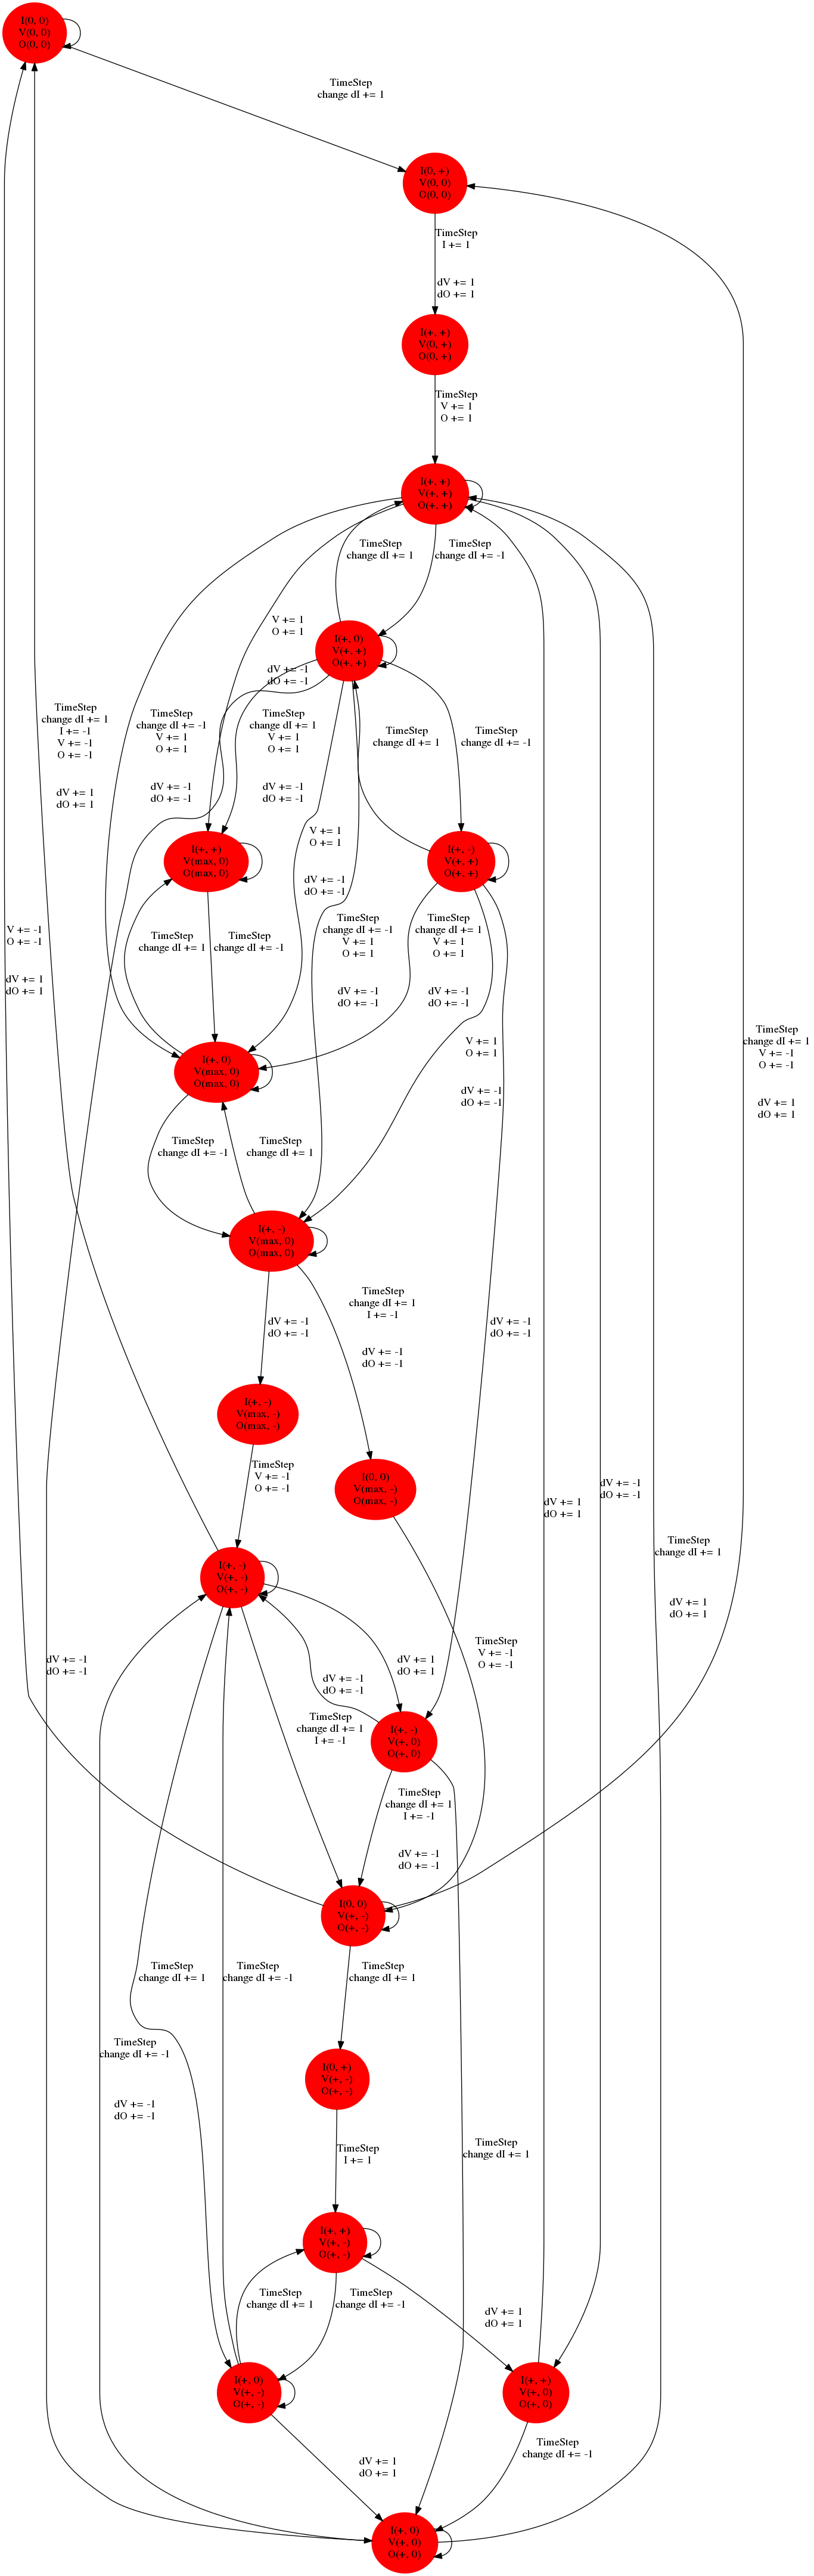 I(0, 0)
V(0, 0)
O(0, 0)
TimeStep
change dI += 1
I(0, +)
V(0, 0)
O(0, 0)
TimeStep
I += 1
dV += 1
dO += 1
I(+, +)
V(0, +)
O(0, +)
TimeStep
V += 1
O += 1
I(+, +)
V(+, +)
O(+, +)
TimeStep
change dI += 1
TimeStep
change dI += -1
V += 1
O += 1
dV += -1
dO += -1
I(+, 0)
V(+, +)
O(+, +)
TimeStep
change dI += 1
I += -1
V += -1
O += -1
dV += 1
dO += 1
TimeStep
change dI += -1
V += 1
O += 1
dV += -1
dO += -1
TimeStep
change dI += 1
V += 1
O += 1
dV += -1
dO += -1
TimeStep
change dI += 1
TimeStep
change dI += -1
I(+, +)
V(max, 0)
O(max, 0)
V += 1
O += 1
dV += -1
dO += -1
I(+, -)
V(+, +)
O(+, +)
V += -1
O += -1
dV += 1
dO += 1
TimeStep
change dI += 1
TimeStep
change dI += -1
TimeStep
change dI += -1
V += 1
O += 1
dV += -1
dO += -1
TimeStep
change dI += 1
V += 1
O += 1
dV += -1
dO += -1
I(+, 0)
V(max, 0)
O(max, 0)
V += 1
O += 1
dV += -1
dO += -1
TimeStep
change dI += 1
V += -1
O += -1
dV += 1
dO += 1
TimeStep
change dI += -1
TimeStep
change dI += 1
I(+, -)
V(max, 0)
O(max, 0)
dV += -1
dO += -1
TimeStep
change dI += 1
I += -1
dV += -1
dO += -1
dV += -1
dO += -1
I(+, -)
V(max, -)
O(max, -)
TimeStep
V += -1
O += -1
I(0, 0)
V(max, -)
O(max, -)
dV += 1
dO += 1
dV += -1
dO += -1
I(+, -)
V(+, -)
O(+, -)
TimeStep
change dI += 1
dV += 1
dO += 1
dV += -1
dO += -1
dV += -1
dO += -1
dV += 1
dO += 1
TimeStep
V += -1
O += -1
TimeStep
change dI += 1
I += -1
I(+, -)
V(+, 0)
O(+, 0)
TimeStep
change dI += 1
I += -1
dV += -1
dO += -1
I(0, 0)
V(+, -)
O(+, -)
TimeStep
change dI += 1
TimeStep
change dI += -1
TimeStep
change dI += 1
TimeStep
change dI += -1
dV += -1
dO += -1
I(0, +)
V(+, -)
O(+, -)
TimeStep
I += 1
TimeStep
change dI += 1
I(+, +)
V(+, -)
O(+, -)
TimeStep
change dI += 1
TimeStep
change dI += -1
dV += 1
dO += 1
I(+, 0)
V(+, -)
O(+, -)
I(+, +)
V(+, 0)
O(+, 0)
dV += 1
dO += 1
TimeStep
change dI += -1
I(+, 0)
V(+, 0)
O(+, 0)